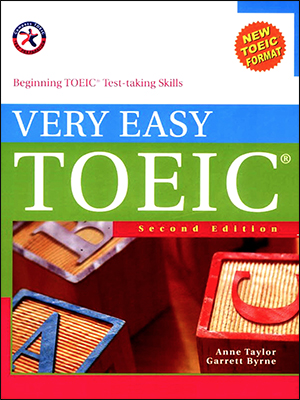 NEW
TOEIC
FORMAT
Beginning TOEIC® Test-taking Skills
VERY EASY
TOEIC®
Second Edition
A
C
Anne Taylor
Garrett Byrne